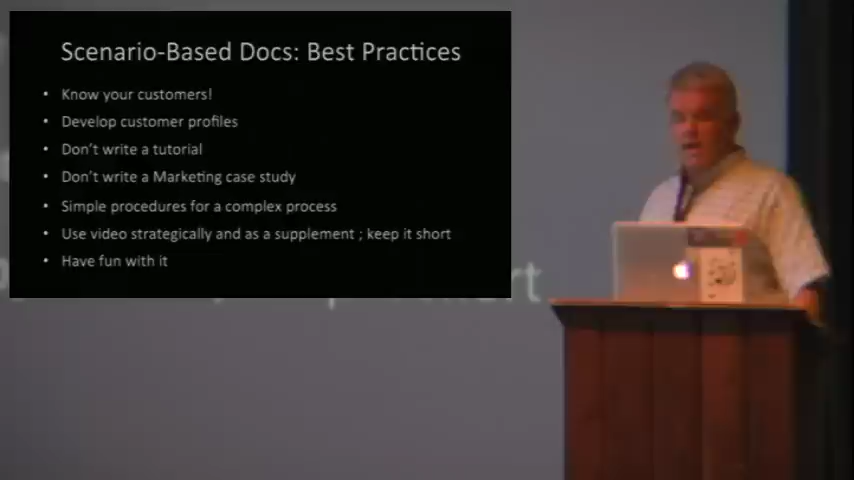 Scenario-Based Docs: Best Practices
• Know your customers!
• Develop customer profiles
• Don't write a tutorial
• Don't write a Marketing case study
• Simple procedures for a complex process
• Use video strategically and as a supplement ; keep it short
• Have fun with it